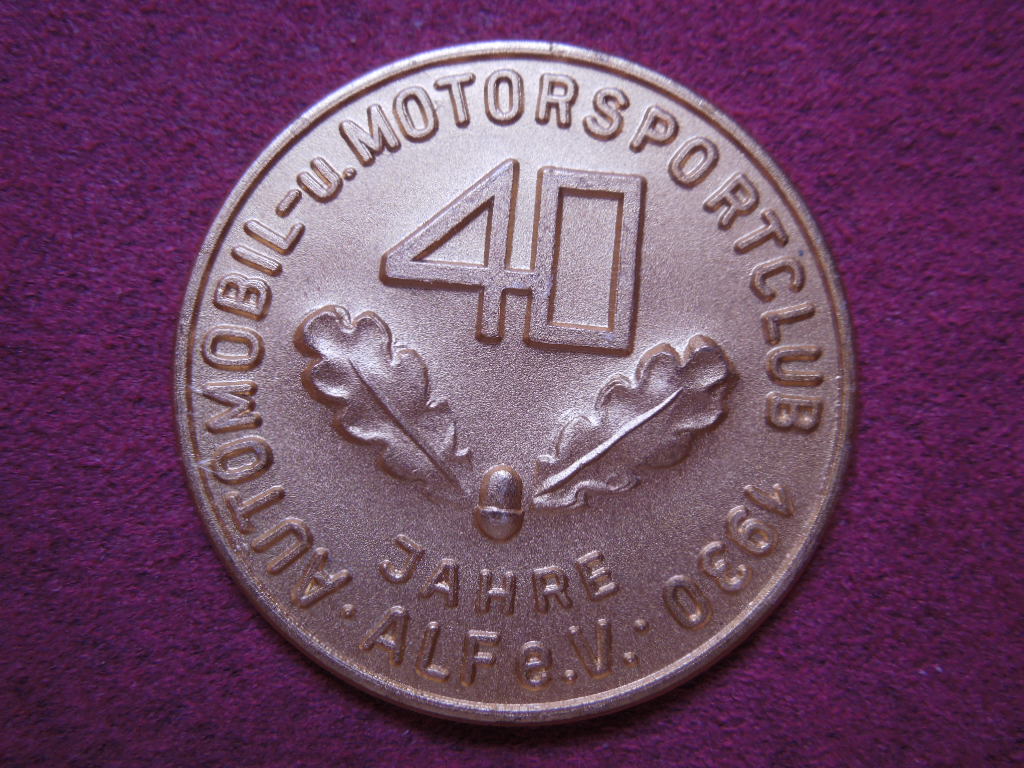 AUTOMOBIL-u. MOTORSPORTCLUB 1930
40
JAHRE
· ALF e.V. ·